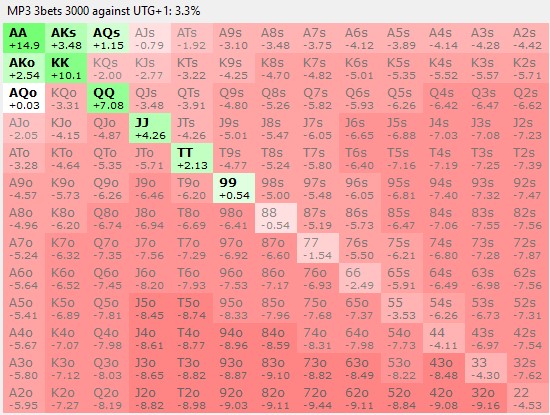 MP3 3bets 3000 against UTG+1: 3.3%
AA AKs AQs AJs ATs A9s A8s A7s A6s A5s A4s A3s A2s
+14.9 +3.48 +1.15 -0.79 -1.92 -3.10 -3.48 -3.75 -4.12 -3.89 -4.14 -4.28 -4.42
AKo KK KQs KJs KTs K9s K8s K7s K6s K5s K4s K3s K2s
+2.54 +10.1 -2.00 -2.77 -3.22 -4.25 -4.70 -4.82 -5.01 -5.35 -5.52 -5.57 -5.71
AQo KQo QQ QJs QTs Q9s Q8s Q7s Q6s Q5s Q4s Q3s Q2s
+0.03 -3.31 +7.08 -3.48 -3.91 -4.80 -5.26 -5.82 -5.93 -6.26 -6.42 -6.47 -6.62
AJo KJo QJo JJ JTs J9s J8s J7s J6s J5s J4s J3s J2s
-2.05 -4.15 -4.87 +4.26 -4.26 -5.01 -5.47 -6.05 -6.65 -6.88 -7.03 -7.08 -7.23
ATo KTo QTo JTo TT T9s T8s T7s T6s T5s T4s T3s T2s
-3.28 -4.64 -5.35 -5.71 +2.13 -4.77 -5.24 -5.80 -6.40 -7.16 -7.19 -7.25 -7.39
A9o K9o Q9o J9o T9o 99 98s 97s 96s 95s 94s 93s 92s
-4.57 -5.73 -6.26 -6.46 -6.20 +0.54 -5.00 -5.48 -6.05 -6.81 -7.40 -7.32 -7.47
A8o K8o Q8o J8o T8o 98o 88 87s 86s 85s 84s 83s 82s
-4.96 -6.20 -6.74 -6.94 -6.69 -6.41 -0.54 -5.19 -5.73 -6.47 -7.06 -7.55 -7.56
A7o K7o Q7o J7o T7o 97o 87o 77 76s 75s 74s 73s 72s
-5.24 -6.32 -7.35 -7.56 -7.29 -6.92 -6.60 -1.54 -5.50 -6.21 -6.80 -7.28 -7.87
A6o K6o Q6o J6o T6o 96o 86o 76o 66 65s 64s 63s 62s
-5.64 -6.52 -7.45 -8.20 -7.93 -7.53 -7.17 -6.93 -2.49 -5.91 -6.49 -6.98 -7.56
A5o K5o Q5o J5o T5o 95o 85o 75o 65o 55 54s 53s 52s
-5.41 -6.89 -7.81 -8.45 -8.74 -8.33 -7.96 -7.68 -7.37 -3.53 -6.26 -6.73 -7.31
A4o K4o Q4o J4o T4o 94o 84o 74o 64o 54o 44 43s 42s
-5.67 -7.07 -7.98 -8.61 -8.77 -8.96 -8.59 -8.31 -7.98 -7.73 -4.11 -6.97 -7.54
A3o K3o Q3o J3o T3o 93o 83o 73o 63o 53o 43o 33 32s
-5.80 -7.12 -8.03 -8.65 -8.82 -8.87 -9.10 -8.82 -8.49 -8.22 -8.48 -4.30 -7.62
A2o K2o Q2o J2o T2o 92o 82o 72o 62o 52o 42o 32o 22
-5.95 -7.27 -8.19 -8.82 -8.98 -9.03 -9.11 -9.44 -9.11 -8.84 -9.08 -9.16 -4.53